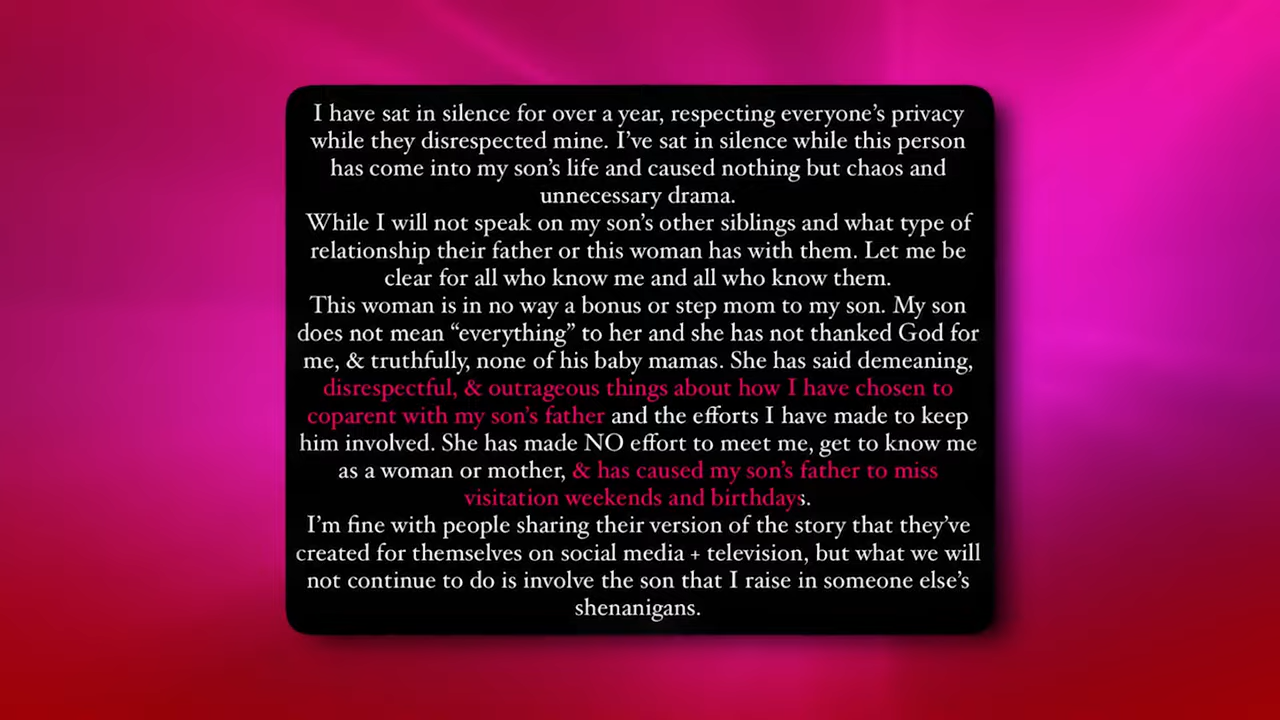 I have sat in silence for over a year, respecting everyone’s privacy
while they disrespected mine. I’ve sat in silence while this person
has come into my son’s life and caused nothing but chaos and
unnecessary drama.
While I will not speak on my son’s other siblings and what type of
relationship their father or this woman has with them. Let me be
clear for all who know me and all who know them.
This woman is in no way a bonus or step mom to my son. My son
does not mean “everything” to her and she has not thanked God for
me, & truthfully, none of his baby mamas. She has said demeaning,
disrespectful, & outrageous things about how I have chosen to
coparent with my son’s father and the efforts I have made to keep
him involved. She has made NO effort to meet me, get to know me
as a woman or mother, & has caused my son’s father to miss
visitation weekends and birthdays.
I’m fine with people sharing their version of the story that they’ve
created for themselves on social media + television, but what we will
not continue to do is involve the son that I raise in someone else’s
shenanigans.